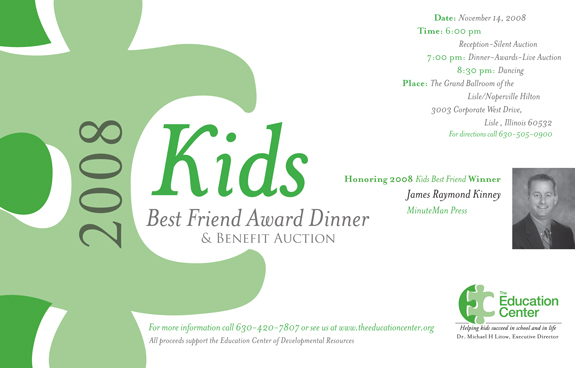 Date: November 14, 2008
Time: 6:00 pm
Reception-Silent Auction
7:00 pm: Dinner-Awards-Live Auction
8:30 pm: Dancing
Place: The Grand Ballroom of the
Lisle/Naperville Hilton
3003 Corporate West Drive,
Lisle , Illinois 60532
For directions call 630-505-0900
2008
Kids
Best Friend Award Dinner
& Benefit Auction
Honoring 2008 Kids Best Friend Winner
James Raymond Kinney
MinuteMan Press
The
Education
Center
Helping kids succeed in school and in life
Dr. Michael H Litow, Executive Director
For more information call 630-420-7807 or see us at www.theeducationcenter.org
All proceeds support the Education Center of Developmental Resources